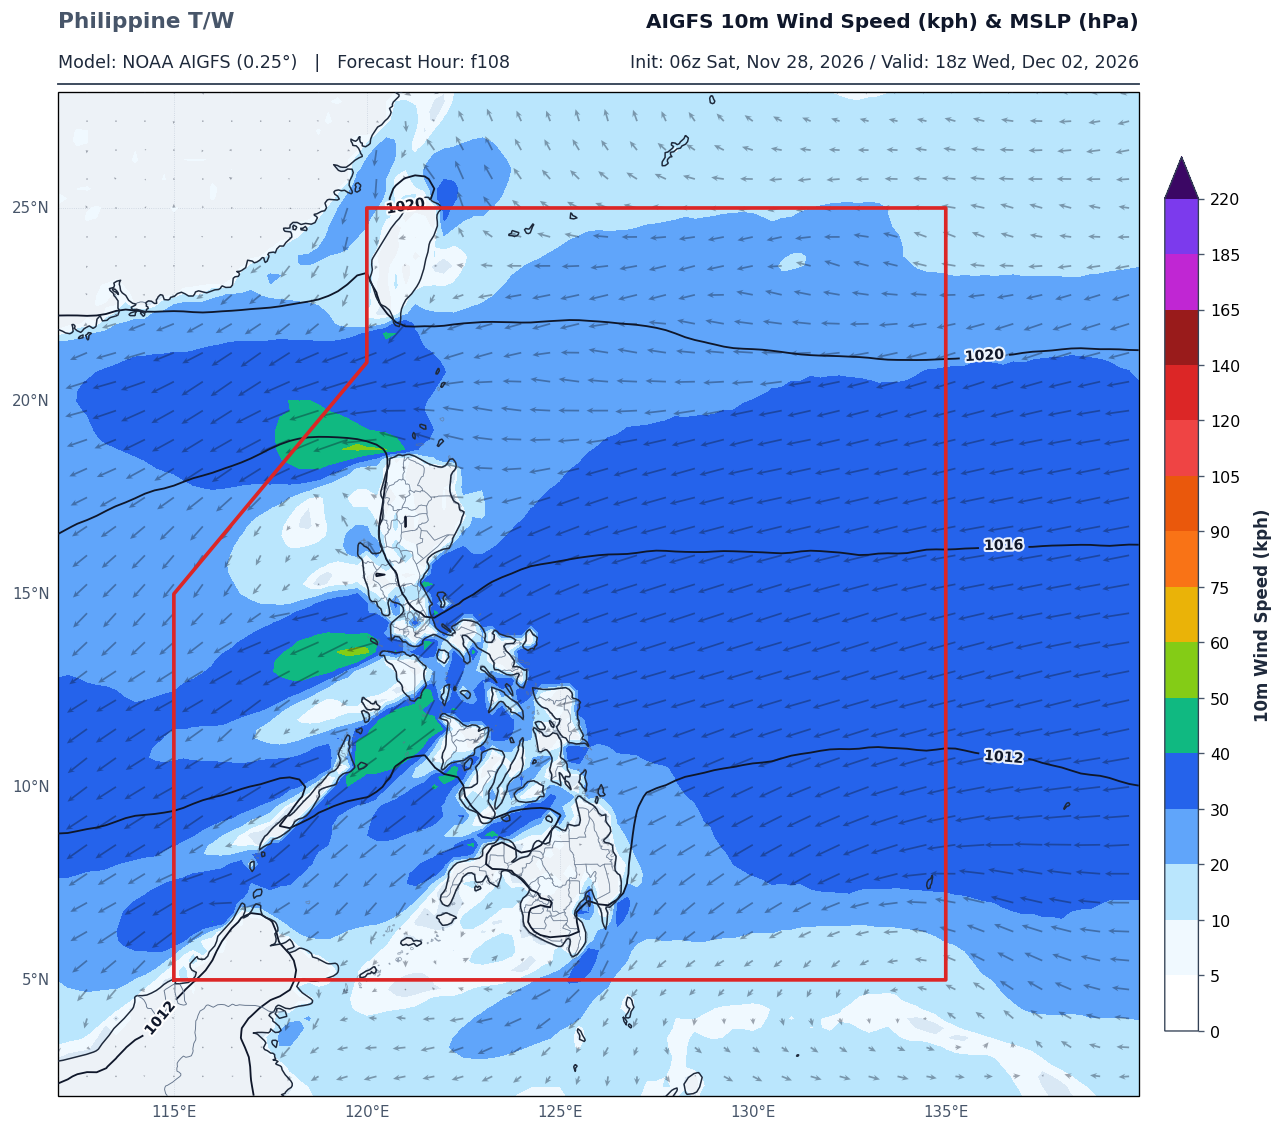 Philippine T/W
AIGFS 10m Wind Speed (kph) & MSLP (hPa)
Model: NOAA AIGFS (0.25°)   |   Forecast Hour: f108
Init: 06z Sat, Nov 28, 2026 / Valid: 18z Wed, Dec 02, 2026
25°N
20°N
15°N
10°N
5°N
115°E
120°E
125°E
130°E
135°E
1020
1020
1016
1012
1012
220
185
165
140
120
105
90
75
60
50
40
30
20
10
5
0
10m Wind Speed (kph)